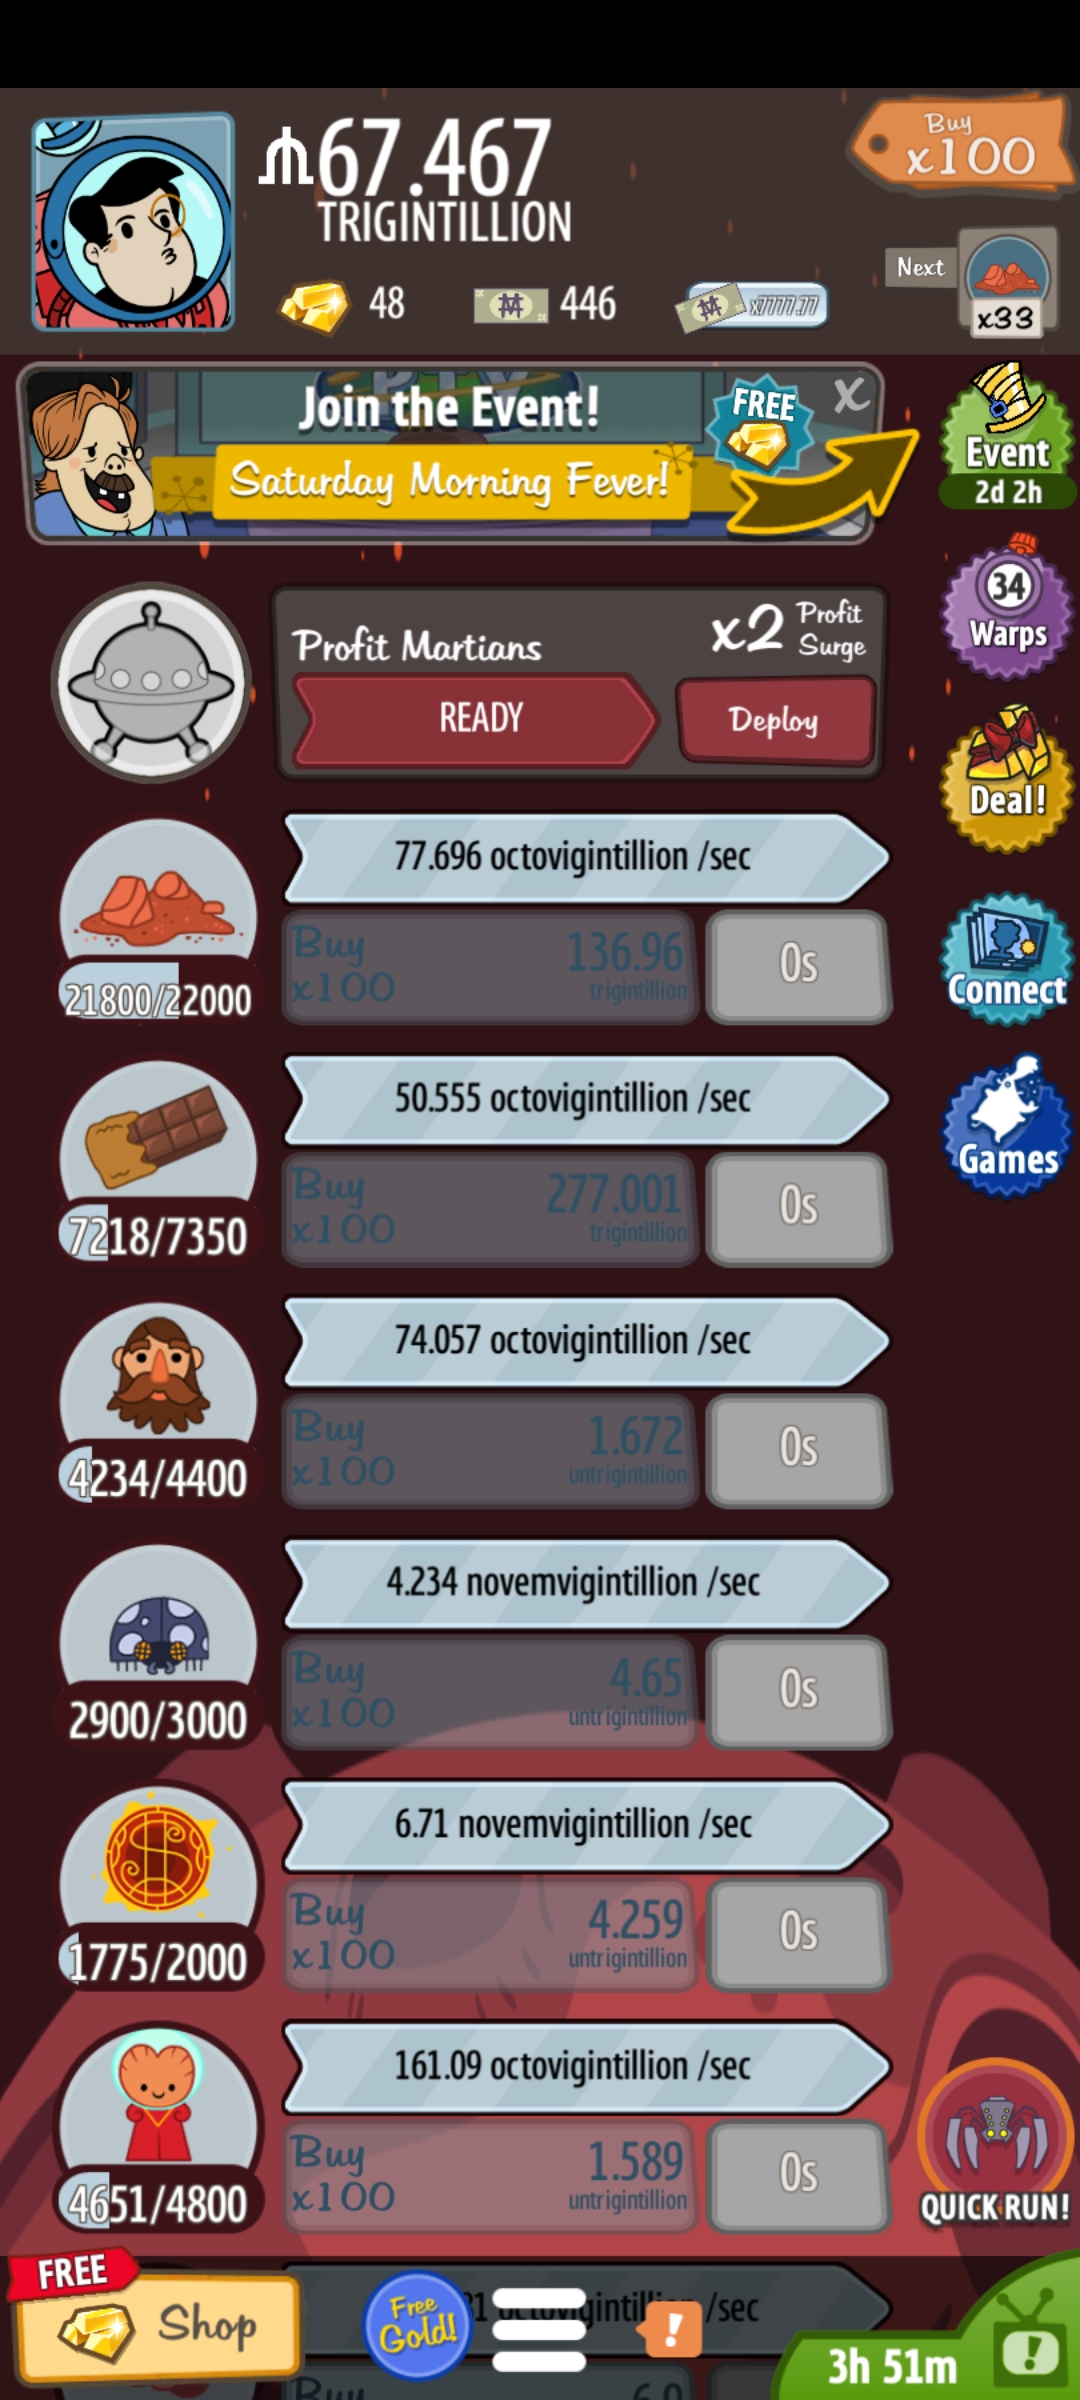 67.467
TRIGINTILLION
Buy
x100
48
446
x7777.77
Next
x33
Join the Event!
FREE
X
Saturday Morning Fever!
Event
2d 2h
34
Warps
Profit Martians
x2 Profit
Surge
READY
Deploy
Deal!
77.696 octovigintillion /sec
Buy
x100
136.96
trigintillion
0s
21800/22000
Connect
50.555 octovigintillion /sec
Buy
x100
277.001
trigintillion
0s
7218/7350
Games
74.057 octovigintillion /sec
Buy
x100
1.672
untrigintillion
0s
4234/4400
4.234 novemvigintillion /sec
Buy
x100
4.65
untrigintillion
0s
2900/3000
6.71 novemvigintillion /sec
Buy
x100
4.259
untrigintillion
0s
1775/2000
161.09 octovigintillion /sec
Buy
x100
1.589
untrigintillion
0s
4651/4800
QUICK RUN!
FREE
Shop
Free
Gold!
/sec
!
3h 51m
!
Buy